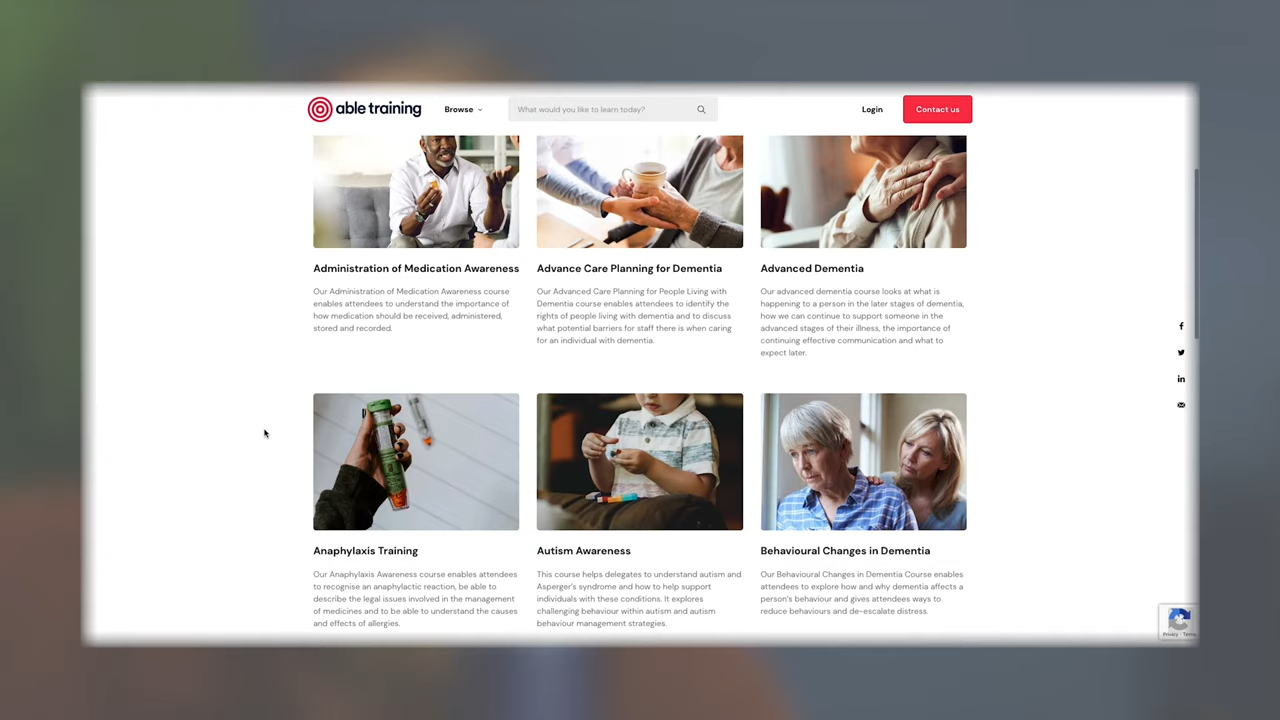 able training
Browse
What would you like to learn today?
Login
Contact us
Administration of Medication Awareness
Our Administration of Medication Awareness course
enables attendees to understand the importance of
how medication should be received, administered,
stored and recorded.
Advance Care Planning for Dementia
Our Advanced Care Planning for People Living with
Dementia course enables attendees to identify the
rights of people living with dementia and to discuss
what potential barriers for staff there is when caring
for an individual with dementia.
Advanced Dementia
Our advanced dementia course looks at what is
happening to a person in the later stages of dementia,
how we can continue to support someone in the
advanced stages of their illness, the importance of
continuing effective communication and what to
expect later.
Anaphylaxis Training
Our Anaphylaxis Awareness course enables attendees
to recognise an anaphylactic reaction, be able to
describe the legal issues involved in the management
of medicines and to be able to understand the causes
and effects of allergies.
Autism Awareness
This course helps delegates to understand autism and
Asperger's syndrome and how to help support
individuals with these conditions. It explores
challenging behaviour within autism and autism
behaviour management strategies.
Behavioural Changes in Dementia
Our Behavioural Changes in Dementia Course enables
attendees to explore how and why dementia affects a
person's behaviour and gives attendees ways to
reduce behaviours and de-escalate distress.
Privacy - Terms